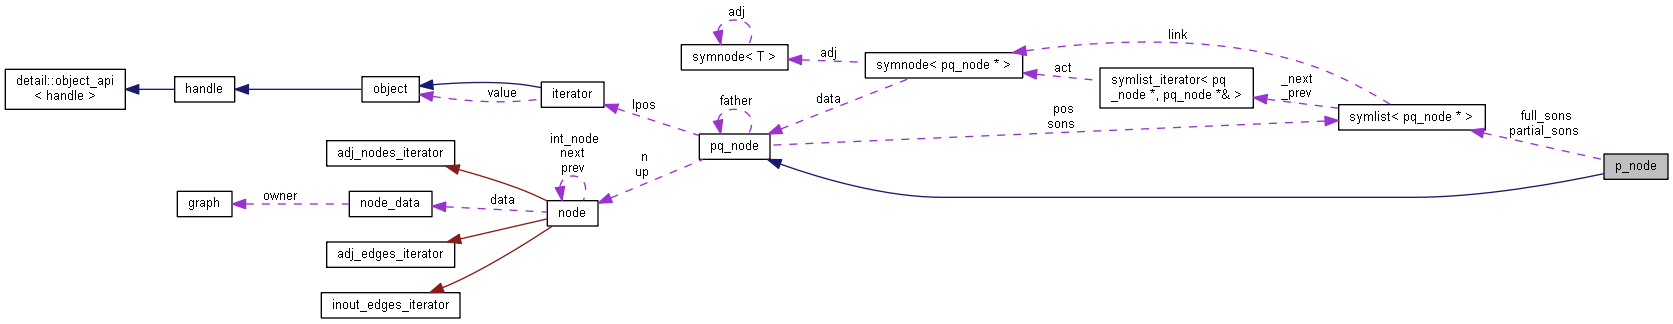 adj
link
symnode< T >
adj
symnode< pq_node * >
detail::object_api
< handle >
handle
object
value
iterator
act
symlist_iterator< pq
_node *, pq_node *& >
_next
_prev
lpos
father
data
pos
sons
symlist< pq_node * >
full_sons
partial_sons
pq_node
p_node
adj_nodes_iterator
int_node
next
prev
n
up
graph
owner
node_data
data
node
adj_edges_iterator
inout_edges_iterator